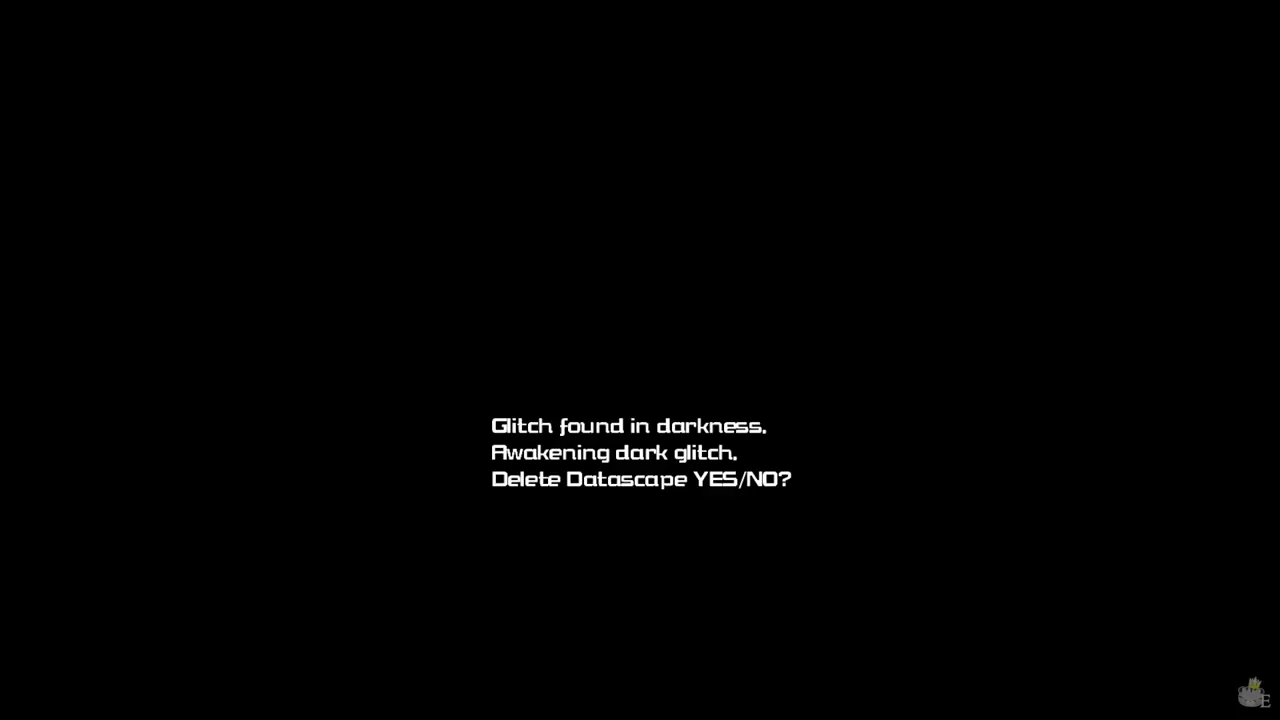 Glitch found in darkness.
Awakening dark glitch.
Delete Datascape YES/NO?
E